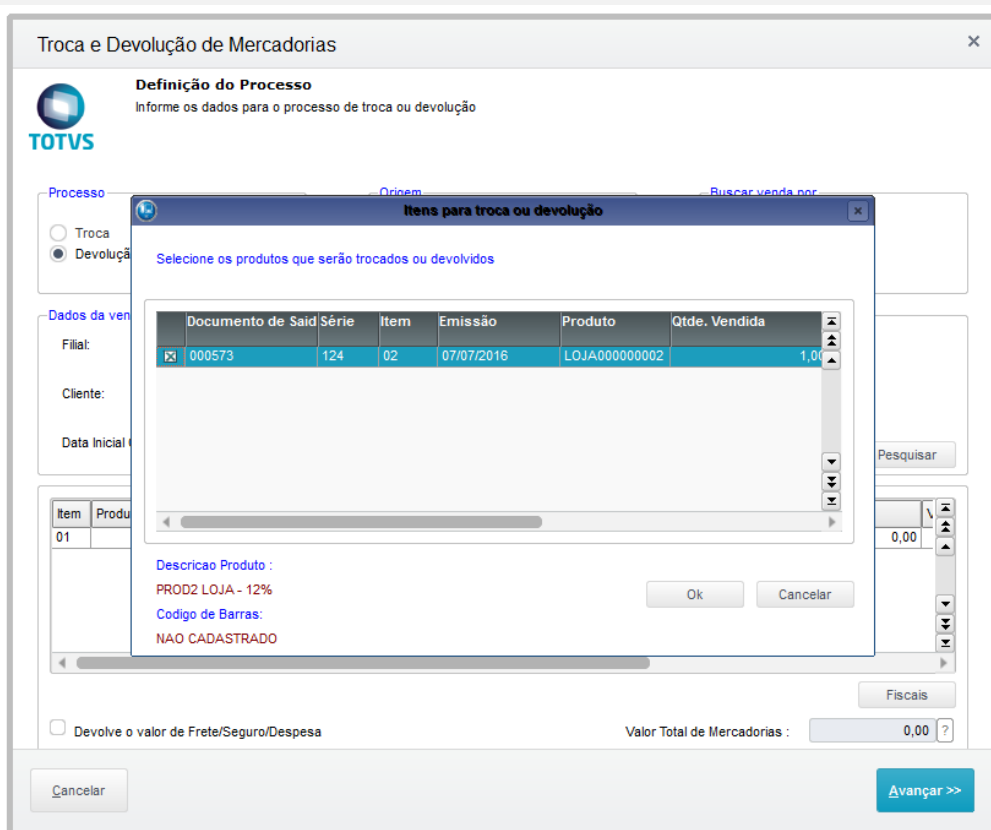 Troca e Devolução de Mercadorias
Definição do Processo
Informe os dados para o processo de troca ou devolução
TOTVS
Processo Origem Buscar venda por
Itens para troca ou devolução
Troca
Devoluçã
Selecione os produtos que serão trocados ou devolvidos
Dados da ven
Documento de Said Série Item Emissão Produto Qtde. Vendida
000573 124 02 07/07/2016 LOJA000000002 1,00
Filial:
Cliente:
Data Inicial
Pesquisar
Item Produ
01 0,00
Descricao Produto :
PROD2 LOJA - 12%
Ok Cancelar
Codigo de Barras:
NAO CADASTRADO
Fiscais
Devolve o valor de Frete/Seguro/Despesa Valor Total de Mercadorias : 0,00 ?
Cancelar Avançar >>